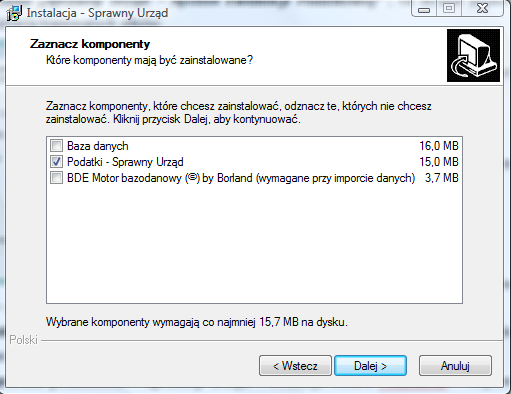 Instalacja - Sprawny Urząd
Zaznacz komponenty
Które komponenty mają być zainstalowane?
Zaznacz komponenty, które chcesz zainstalować, odznacz te, których nie chcesz
zainstalować. Kliknij przycisk Dalej, aby kontynuować.
Baza danych 16,0 MB
Podatki - Sprawny Urząd 15,0 MB
BDE Motor bazodanowy (©) by Borland (wymagane przy imporcie danych) 3,7 MB
Wybrane komponenty wymagają co najmniej 15,7 MB na dysku.
Polski
< Wstecz Dalej > Anuluj